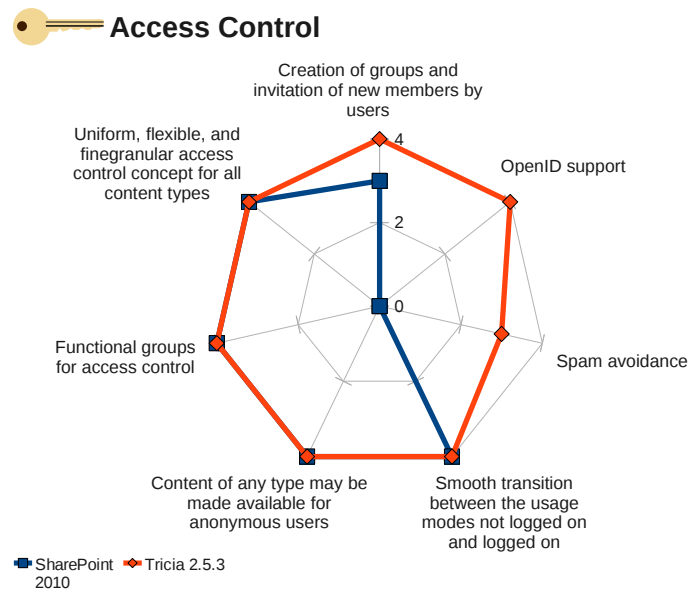 Access Control
Creation of groups and
invitation of new members by
users
Uniform, flexible, and
finegranular access
control concept for all
content types
4
OpenID support
2
0
Functional groups
for access control
Spam avoidance
Content of any type may be
made available for
anonymous users
Smooth transition
between the usage
modes not logged on
and logged on
SharePoint
2010
Tricia 2.5.3